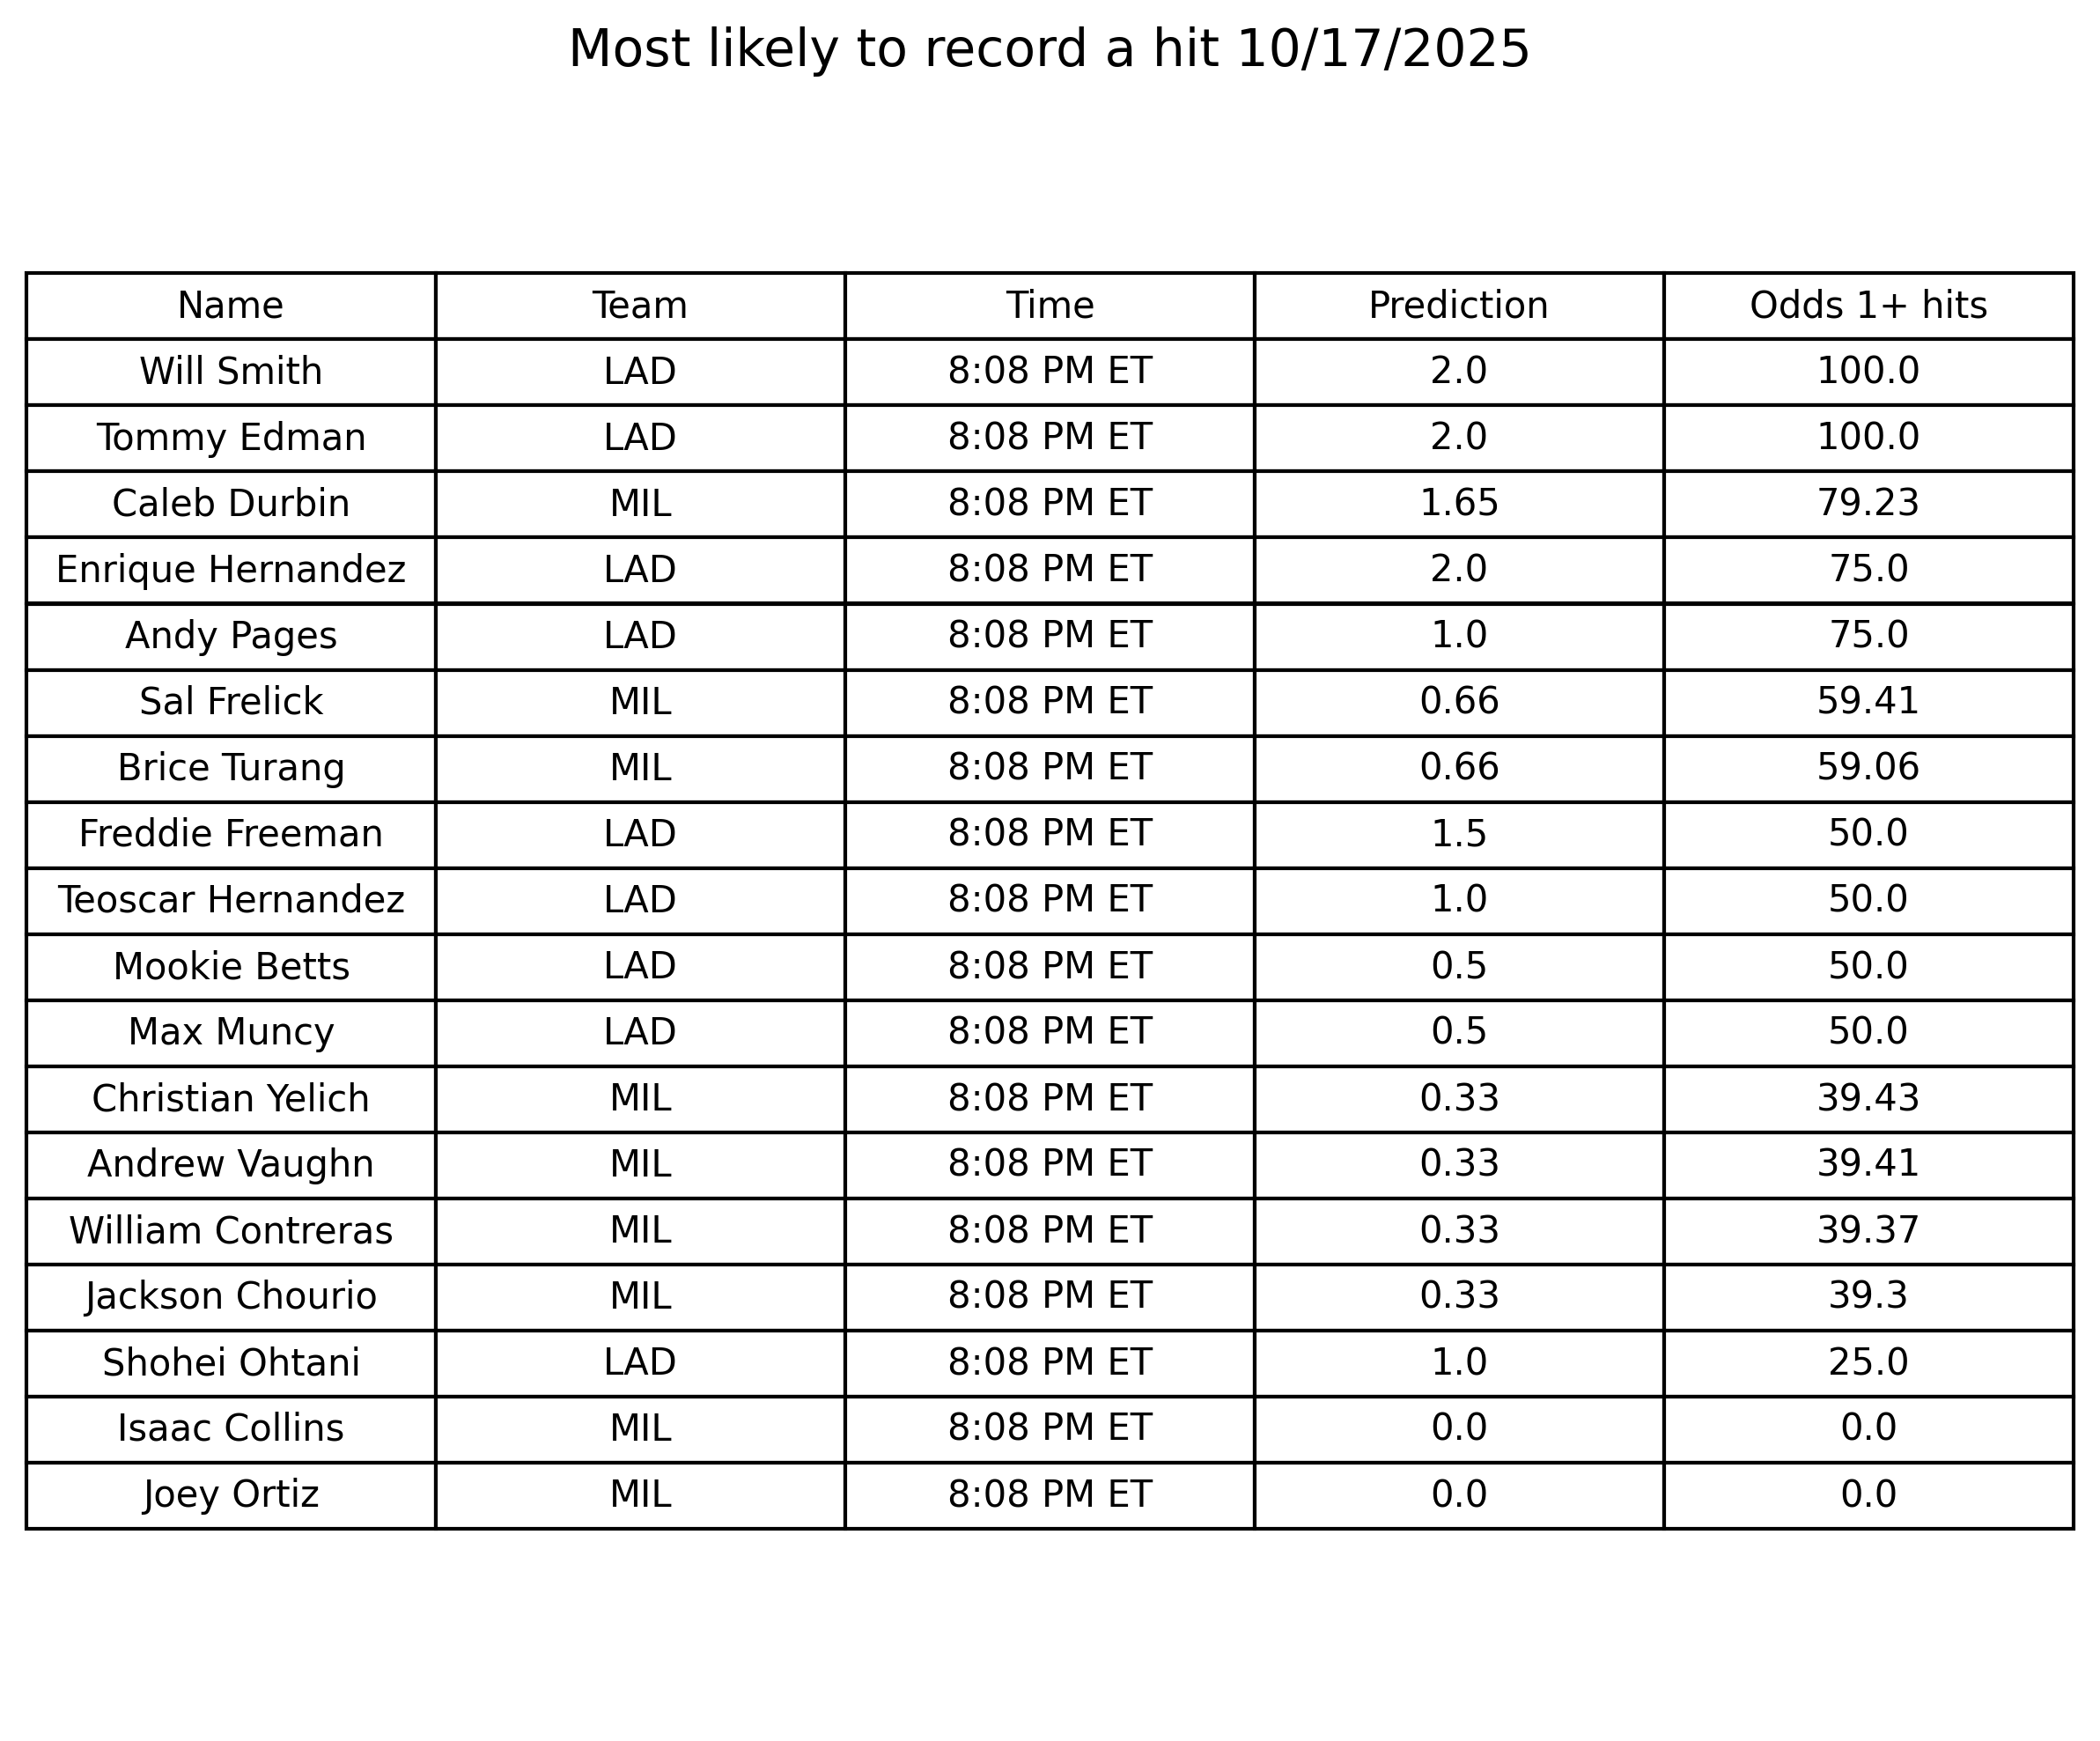 Most likely to record a hit 10/17/2025
Name Team Time Prediction Odds 1+ hits
Will Smith LAD 8:08 PM ET 2.0 100.0
Tommy Edman LAD 8:08 PM ET 2.0 100.0
Caleb Durbin MIL 8:08 PM ET 1.65 79.23
Enrique Hernandez LAD 8:08 PM ET 2.0 75.0
Andy Pages LAD 8:08 PM ET 1.0 75.0
Sal Frelick MIL 8:08 PM ET 0.66 59.41
Brice Turang MIL 8:08 PM ET 0.66 59.06
Freddie Freeman LAD 8:08 PM ET 1.5 50.0
Teoscar Hernandez LAD 8:08 PM ET 1.0 50.0
Mookie Betts LAD 8:08 PM ET 0.5 50.0
Max Muncy LAD 8:08 PM ET 0.5 50.0
Christian Yelich MIL 8:08 PM ET 0.33 39.43
Andrew Vaughn MIL 8:08 PM ET 0.33 39.41
William Contreras MIL 8:08 PM ET 0.33 39.37
Jackson Chourio MIL 8:08 PM ET 0.33 39.3
Shohei Ohtani LAD 8:08 PM ET 1.0 25.0
Isaac Collins MIL 8:08 PM ET 0.0 0.0
Joey Ortiz MIL 8:08 PM ET 0.0 0.0